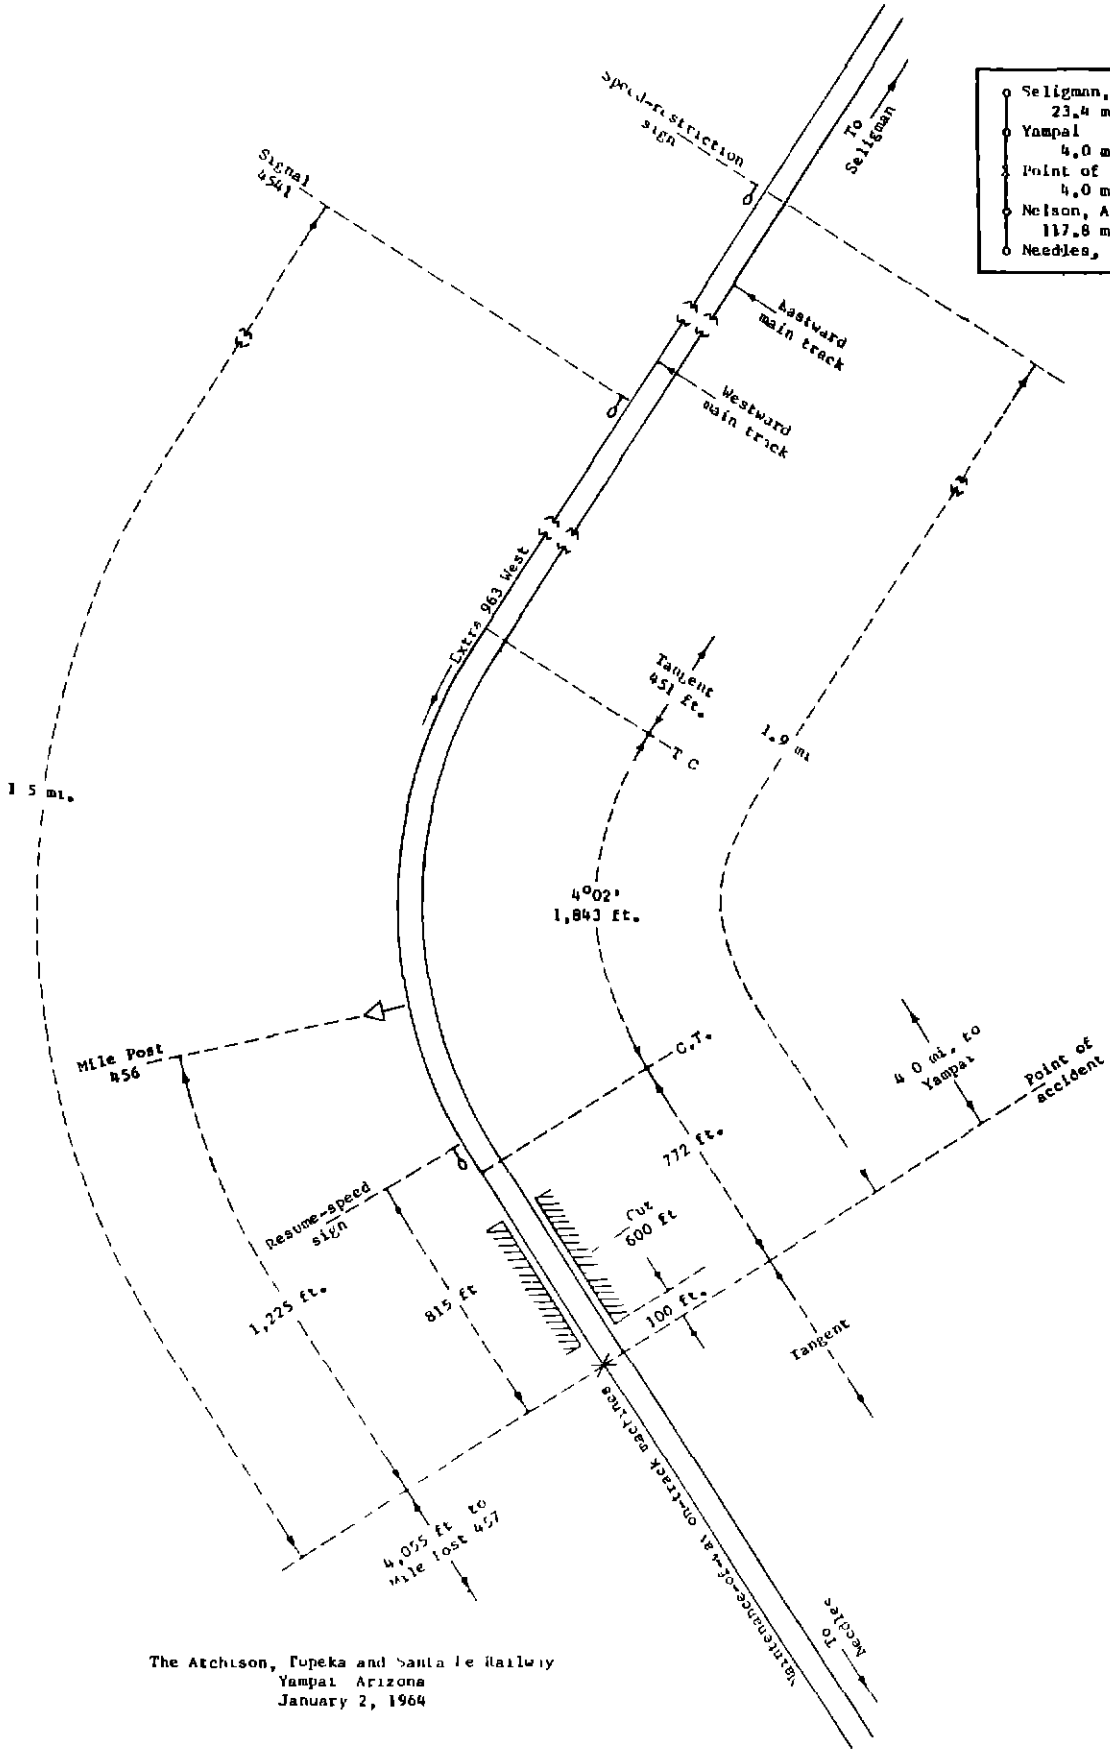 Speed-restriction
sign
To
Seligman
Seligman,
23.4 m
Yampai
4.0 m
Point of
4.0 m
Nelson, A
117.8 m
Needles,
Signal
4541
Eastward
main track
Westward
main track
Extra 963 West
Tangent
451 ft.
T C
1.9 mi
1 5 mi.
4°02'
1,843 ft.
Mile Post
456
C.T.
4 0 mi. to
Yampai
Point of
accident
772 ft.
Resume-speed
sign
Cut
600 ft
1,225 ft.
815 ft
100 ft.
Tangent
4,055 ft to
Mile Post 457
Maintenance-of-way on-track machines
To
Needles
The Atchison, Topeka and Santa Fe Railway
Yampai Arizona
January 2, 1964